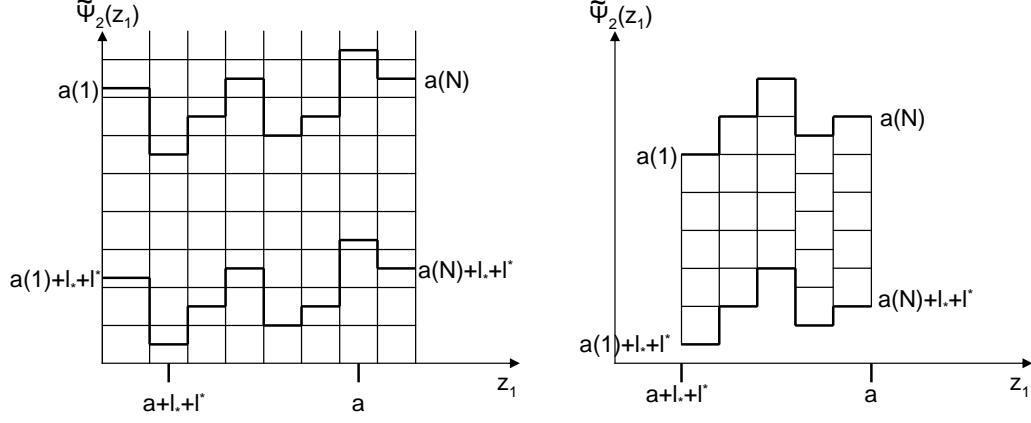 Ψ̃₂(z₁)
a(1)
a(N)
a(1)+l⁎+l*
a(N)+l⁎+l*
a+l⁎+l*
a
z₁
Ψ̃₂(z₁)
a(N)
a(1)
a(N)+l⁎+l*
a(1)+l⁎+l*
a+l⁎+l*
a
z₁